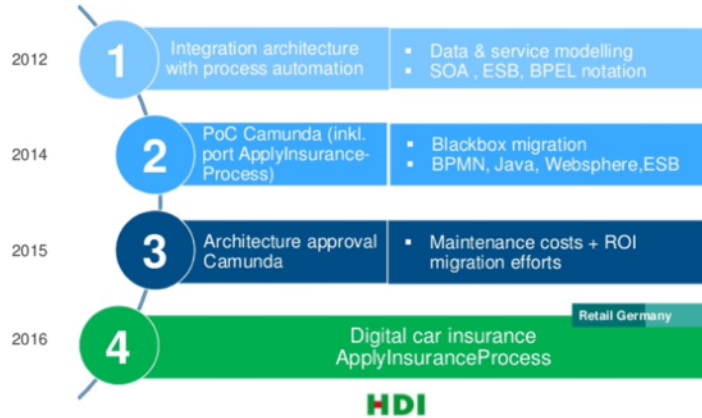 2012
1
Integration architecture
with process automation
▪ Data & service modelling
▪ SOA , ESB, BPEL notation
2014
2
PoC Camunda (inkl.
port ApplyInsurance-
Process)
▪ Blackbox migration
▪ BPMN, Java, Websphere,ESB
2015
3
Architecture approval
Camunda
▪ Maintenance costs + ROI
migration efforts
2016
4
Retail Germany
Digital car insurance
ApplyInsuranceProcess
HDI